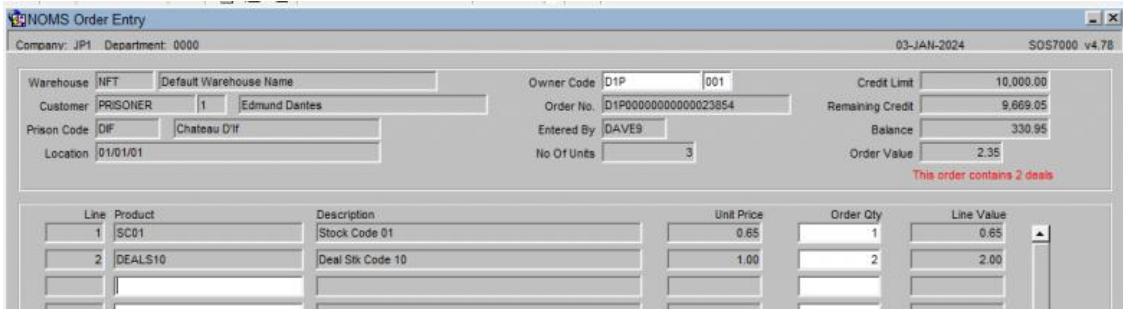 NOMS Order Entry
Company: JP1 Department: 0000 03-JAN-2024 SOS7000 v4.78
Warehouse NFT Default Warehouse Name Owner Code D1P 001 Credit Limit 10,000.00
Customer PRISONER 1 Edmund Dantes Order No. D1P00000000000023854 Remaining Credit 9,669.05
Prison Code DIF Chateau D'If Entered By DAVE9 Balance 330.95
Location 01/01/01 No Of Units 3 Order Value 2.35
This order contains 2 deals
Line Product Description Unit Price Order Qty Line Value
1 SC01 Stock Code 01 0.65 1 0.65
2 DEALS10 Deal Stk Code 10 1.00 2 2.00